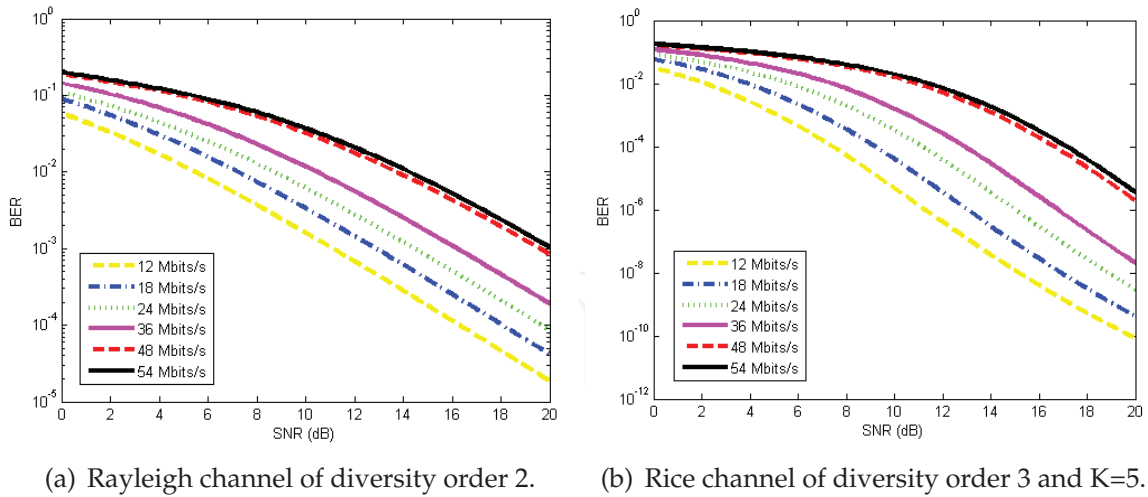 10^0
10^-1
10^-2
10^-3
10^-4
10^-5
BER
0 2 4 6 8 10 12 14 16 18 20
SNR (dB)
12 Mbits/s
18 Mbits/s
24 Mbits/s
36 Mbits/s
48 Mbits/s
54 Mbits/s
(a) Rayleigh channel of diversity order 2.
10^0
10^-2
10^-4
10^-6
10^-8
10^-10
10^-12
BER
0 2 4 6 8 10 12 14 16 18 20
SNR (dB)
12 Mbits/s
18 Mbits/s
24 Mbits/s
36 Mbits/s
48 Mbits/s
54 Mbits/s
(b) Rice channel of diversity order 3 and K=5.